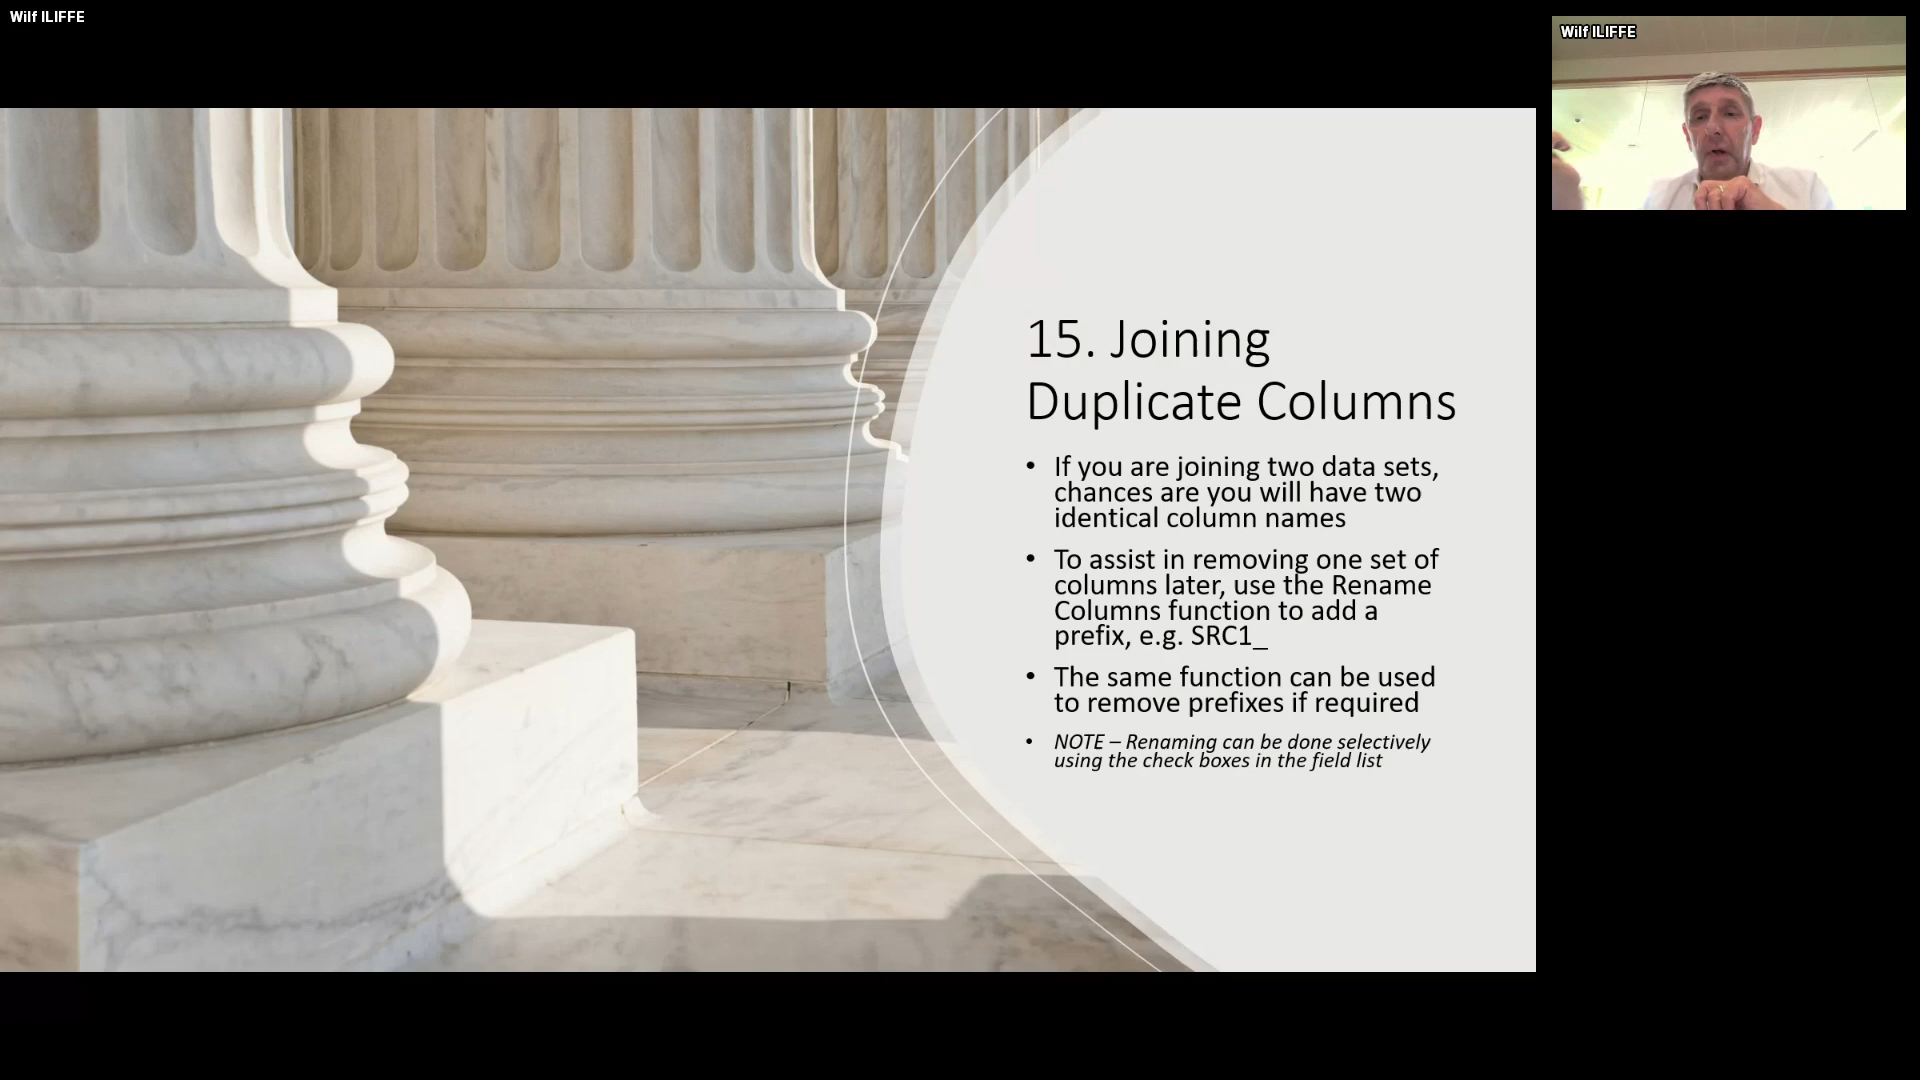 Wilf ILIFFE
Wilf ILIFFE
15. Joining
Duplicate Columns
• If you are joining two data sets,
chances are you will have two
identical column names
• To assist in removing one set of
columns later, use the Rename
Columns function to add a
prefix, e.g. SRC1_
• The same function can be used
to remove prefixes if required
• NOTE – Renaming can be done selectively
using the check boxes in the field list